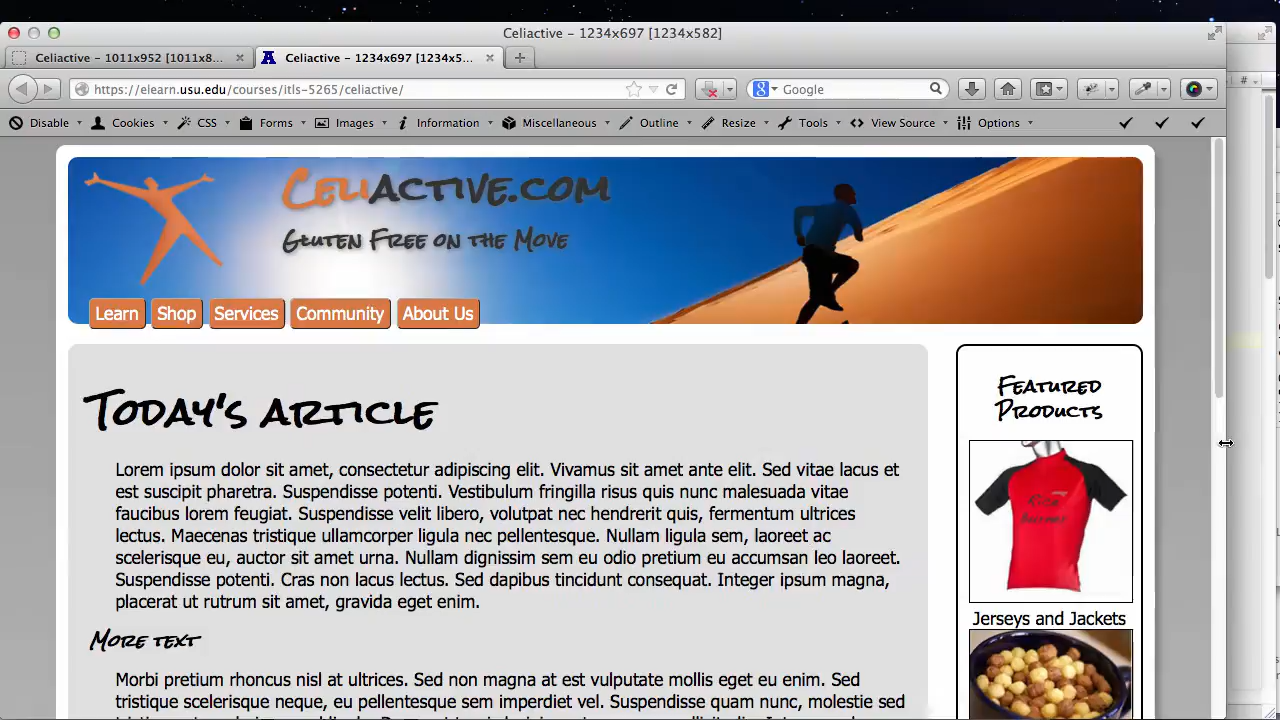 Celiactive – 1234x697 [1234x582]
Celiactive – 1011x952 [1011x8...
Celiactive – 1234x697 [1234x5...
https://elearn.usu.edu/courses/itls-5265/celiactive/
Google
Disable Cookies CSS Forms Images Information Miscellaneous Outline Resize Tools View Source Options
Celiactive.com
Gluten Free on the Move
Learn Shop Services Community About Us
Today's article
Lorem ipsum dolor sit amet, consectetur adipiscing elit. Vivamus sit amet ante elit. Sed vitae lacus et
est suscipit pharetra. Suspendisse potenti. Vestibulum fringilla risus quis nunc malesuada vitae
faucibus lorem feugiat. Suspendisse velit libero, volutpat nec hendrerit quis, fermentum ultrices
lectus. Maecenas tristique ullamcorper ligula nec pellentesque. Nullam ligula sem, laoreet ac
scelerisque eu, auctor sit amet urna. Nullam dignissim sem eu odio pretium eu accumsan leo laoreet.
Suspendisse potenti. Cras non lacus lectus. Sed dapibus tincidunt consequat. Integer ipsum magna,
placerat ut rutrum sit amet, gravida eget enim.
More text
Morbi pretium rhoncus nisl at ultrices. Sed non magna at est vulputate mollis eget eu enim. Sed
tristique scelerisque neque, eu pellentesque sem imperdiet vel. Suspendisse quam nunc, molestie sed
Featured
Products
Jerseys and Jackets